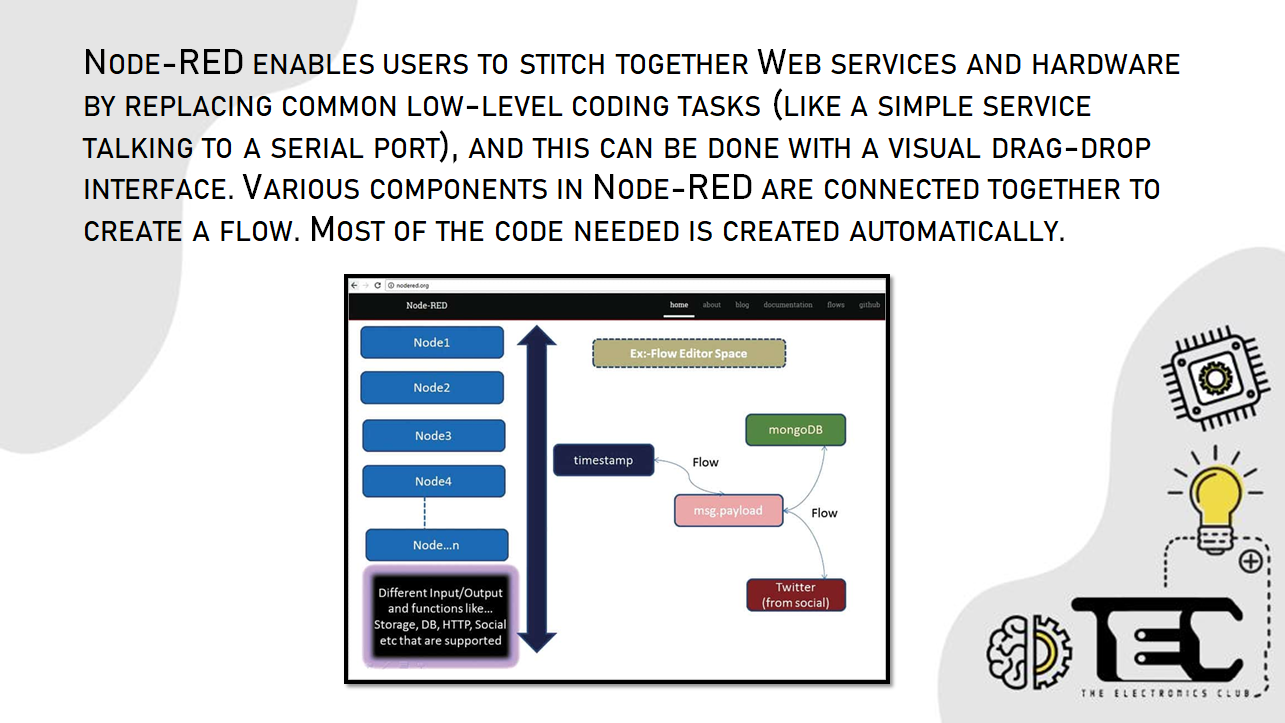 Node-RED enables users to stitch together Web services and hardware
by replacing common low-level coding tasks (like a simple service
talking to a serial port), and this can be done with a visual drag-drop
interface. Various components in Node-RED are connected together to
create a flow. Most of the code needed is created automatically.
nodered.org
Node-RED
home about blog documentation flows github
Node1
Node2
Node3
Node4
Node...n
Different Input/Output
and functions like...
Storage, DB, HTTP, Social
etc that are supported
Ex:-Flow Editor Space
timestamp
Flow
msg.payload
mongoDB
Flow
Twitter
(from social)
TEC
THE ELECTRONICS CLUB